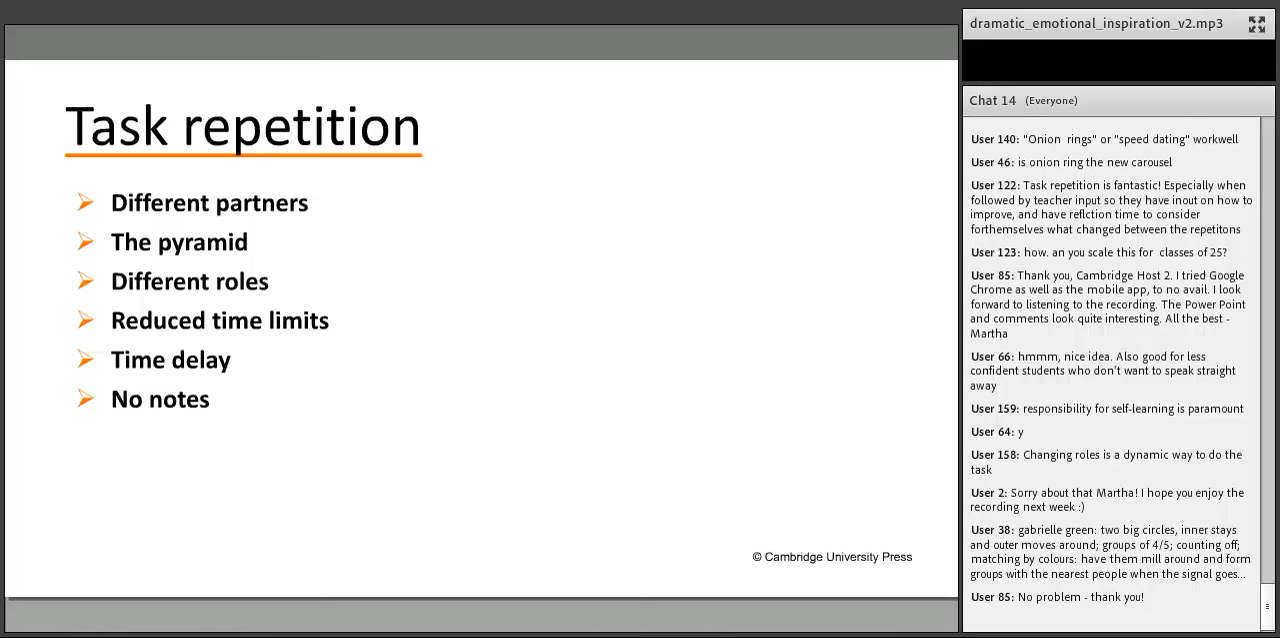 Task repetition
Different partners
The pyramid
Different roles
Reduced time limits
Time delay
No notes
© Cambridge University Press
dramatic_emotional_inspiration_v2.mp3
Chat 14 (Everyone)
User 140: "Onion rings" or "speed dating" workwell
User 46: is onion ring the new carousel
User 122: Task repetition is fantastic! Especially when
followed by teacher input so they have inout on how to
improve, and have reflction time to consider
forthemselves what changed between the repetitons
User 123: how. an you scale this for classes of 25?
User 85: Thank you, Cambridge Host 2. I tried Google
Chrome as well as the mobile app, to no avail. I look
forward to listening to the recording. The Power Point
and comments look quite interesting. All the best -
Martha
User 66: hmmm, nice idea. Also good for less
confident students who don't want to speak straight
away
User 159: responsibility for self-learning is paramount
User 64: y
User 158: Changing roles is a dynamic way to do the
task
User 2: Sorry about that Martha! I hope you enjoy the
recording next week :)
User 38: gabrielle green: two big circles, inner stays
and outer moves around; groups of 4/5; counting off;
matching by colours: have them mill around and form
groups with the nearest people when the signal goes...
User 85: No problem - thank you!